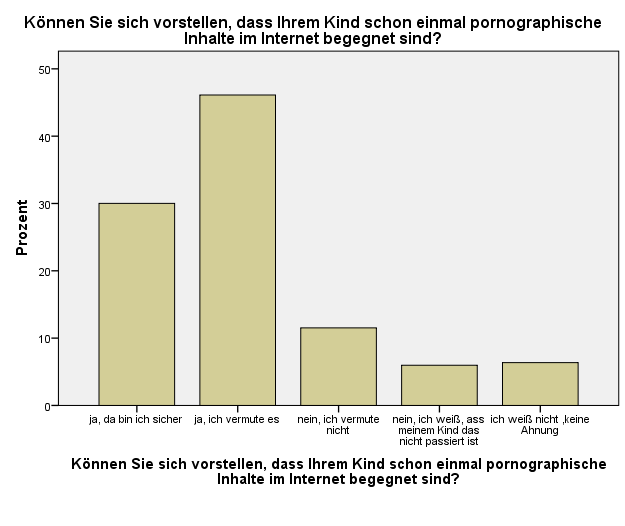 Können Sie sich vorstellen, dass Ihrem Kind schon einmal pornographische
Inhalte im Internet begegnet sind?
50
40
30
20
10
0
Prozent
ja, da bin ich sicher
ja, ich vermute es
nein, ich vermute
nicht
nein, ich weiß, ass
meinem Kind das
nicht passiert ist
ich weiß nicht ,keine
Ahnung
Können Sie sich vorstellen, dass Ihrem Kind schon einmal pornographische
Inhalte im Internet begegnet sind?